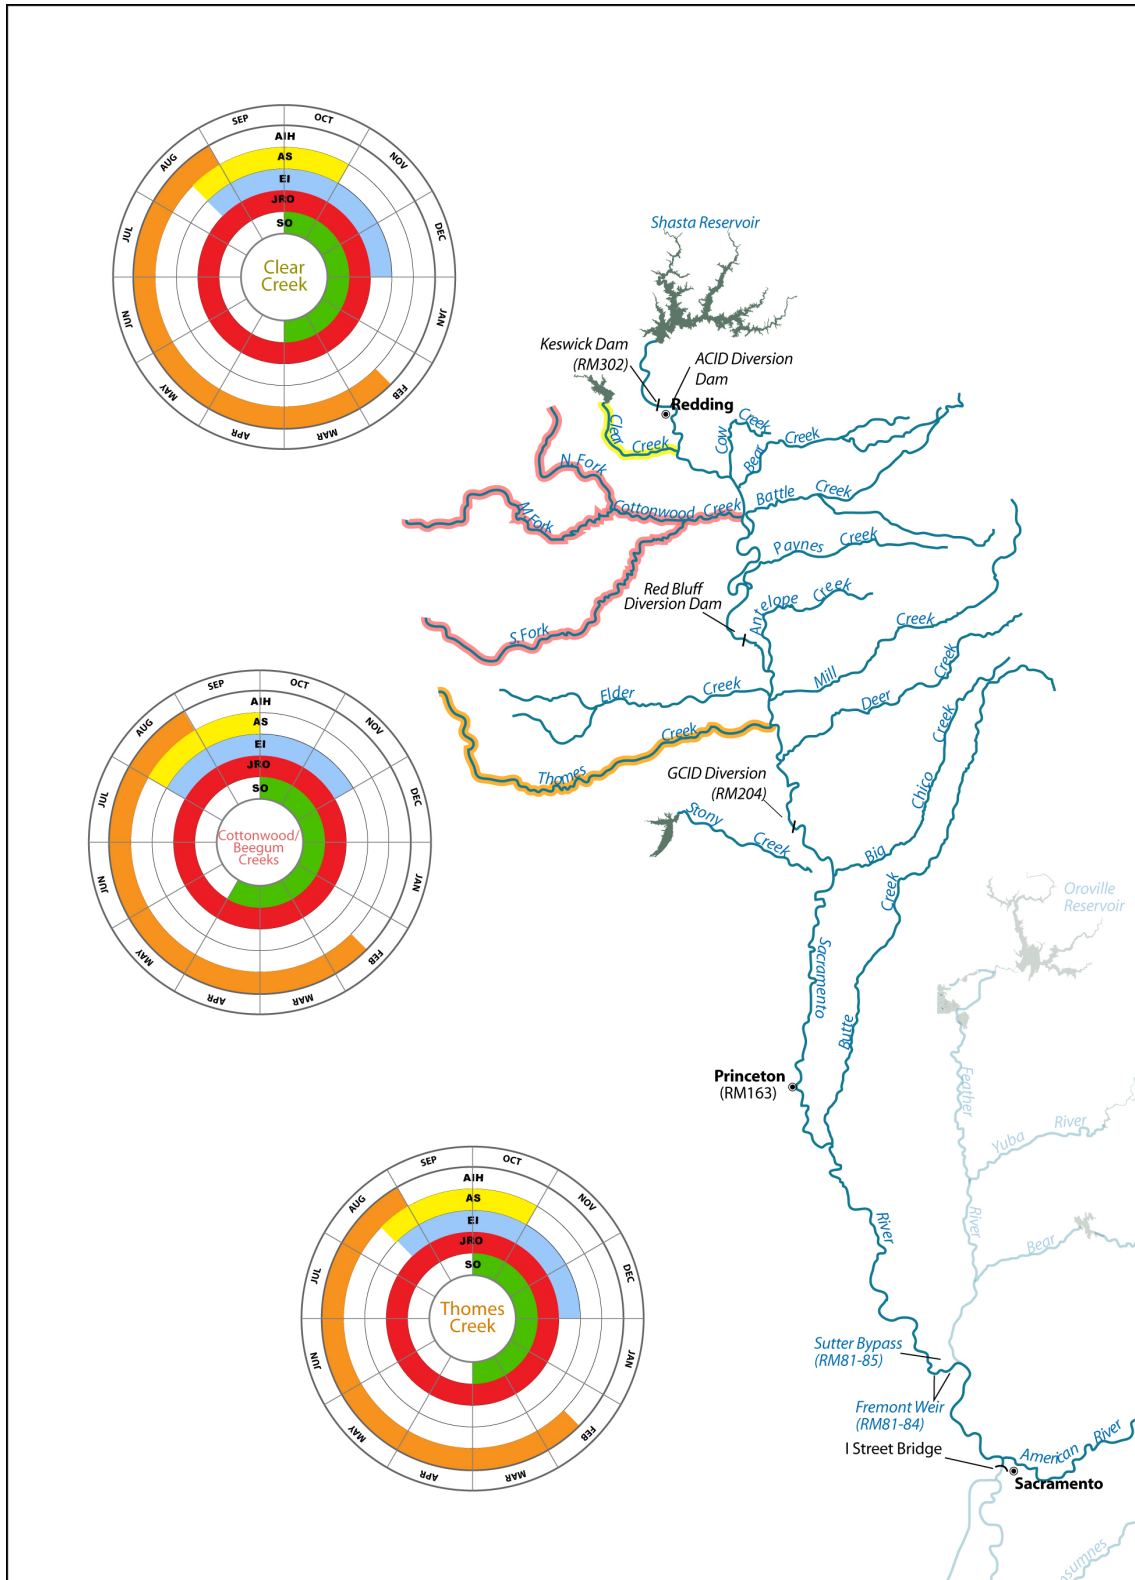 SEP
OCT
AUG
NOV
JUL
DEC
JUN
JAN
MAY
FEB
APR
MAR
AIH
AS
EI
JRO
SO
Clear
Creek
Shasta Reservoir
Keswick Dam
(RM302)
ACID Diversion
Dam
Redding
Clear Creek
Cow Creek
Bear Creek
N. Fork
M. Fork
Cottonwood Creek
Battle Creek
Paynes Creek
Red Bluff
Diversion Dam
Antelope Creek
S. Fork
Mill Creek
Deer Creek
Elder Creek
Thomes Creek
SEP
OCT
AUG
NOV
JUL
DEC
JUN
JAN
MAY
FEB
APR
MAR
AIH
AS
EI
JRO
SO
Cottonwood/
Beegum
Creeks
GCID Diversion
(RM204)
Stony Creek
Big Chico Creek
Butte Creek
Oroville
Reservoir
Sacramento River
Princeton
(RM163)
Feather River
Yuba River
Bear
SEP
OCT
AUG
NOV
JUL
DEC
JUN
JAN
MAY
FEB
APR
MAR
AIH
AS
EI
JRO
SO
Thomes
Creek
Sutter Bypass
(RM81-85)
Fremont Weir
(RM81-84)
I Street Bridge
American River
Sacramento
osumnes